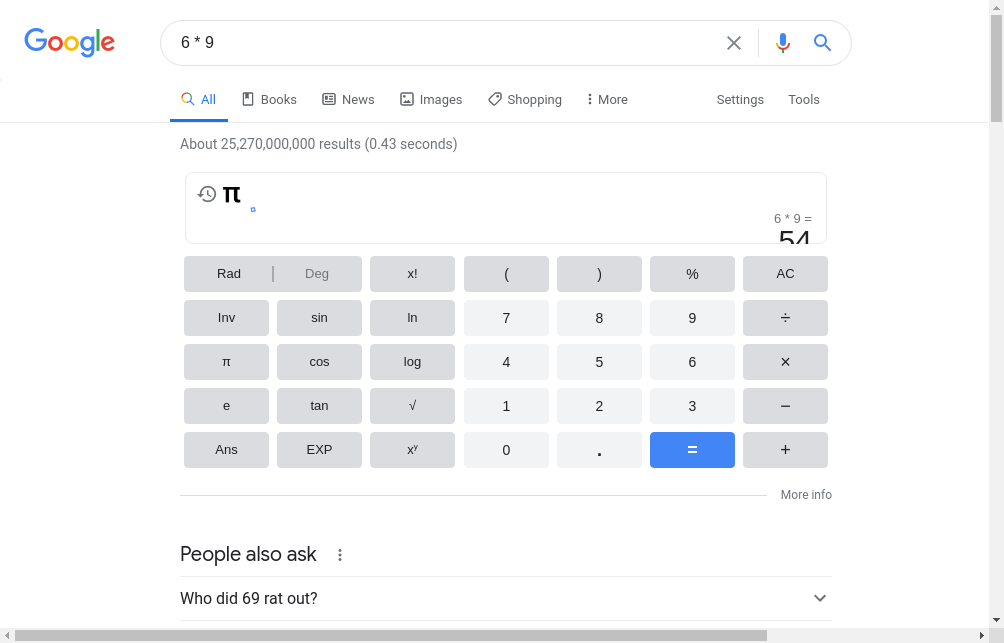 Google
6 * 9
All Books News Images Shopping More Settings Tools
About 25,270,000,000 results (0.43 seconds)
π
6 * 9 =
54
Rad | Deg x! ( ) % AC
Inv sin ln 7 8 9 ÷
π cos log 4 5 6 ×
e tan √ 1 2 3 −
Ans EXP xʸ 0 . = +
More info
People also ask
Who did 69 rat out?